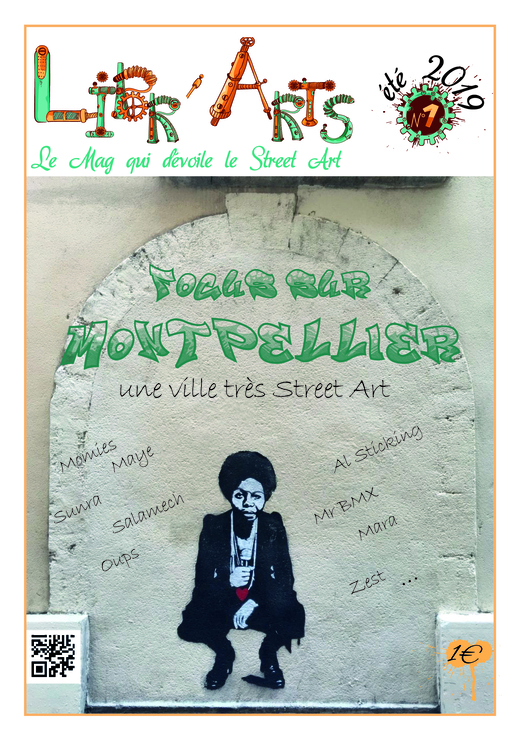 LIBR'ARTS
été 2019
N°1
Le Mag qui dévoile le Street Art
FOCUS SUR
MONTPELLIER
une ville très Street Art
Momies
Maye
Al Sticking
Sunra
Salamech
Mr BMX
Mara
Oups
Zest ...
1€